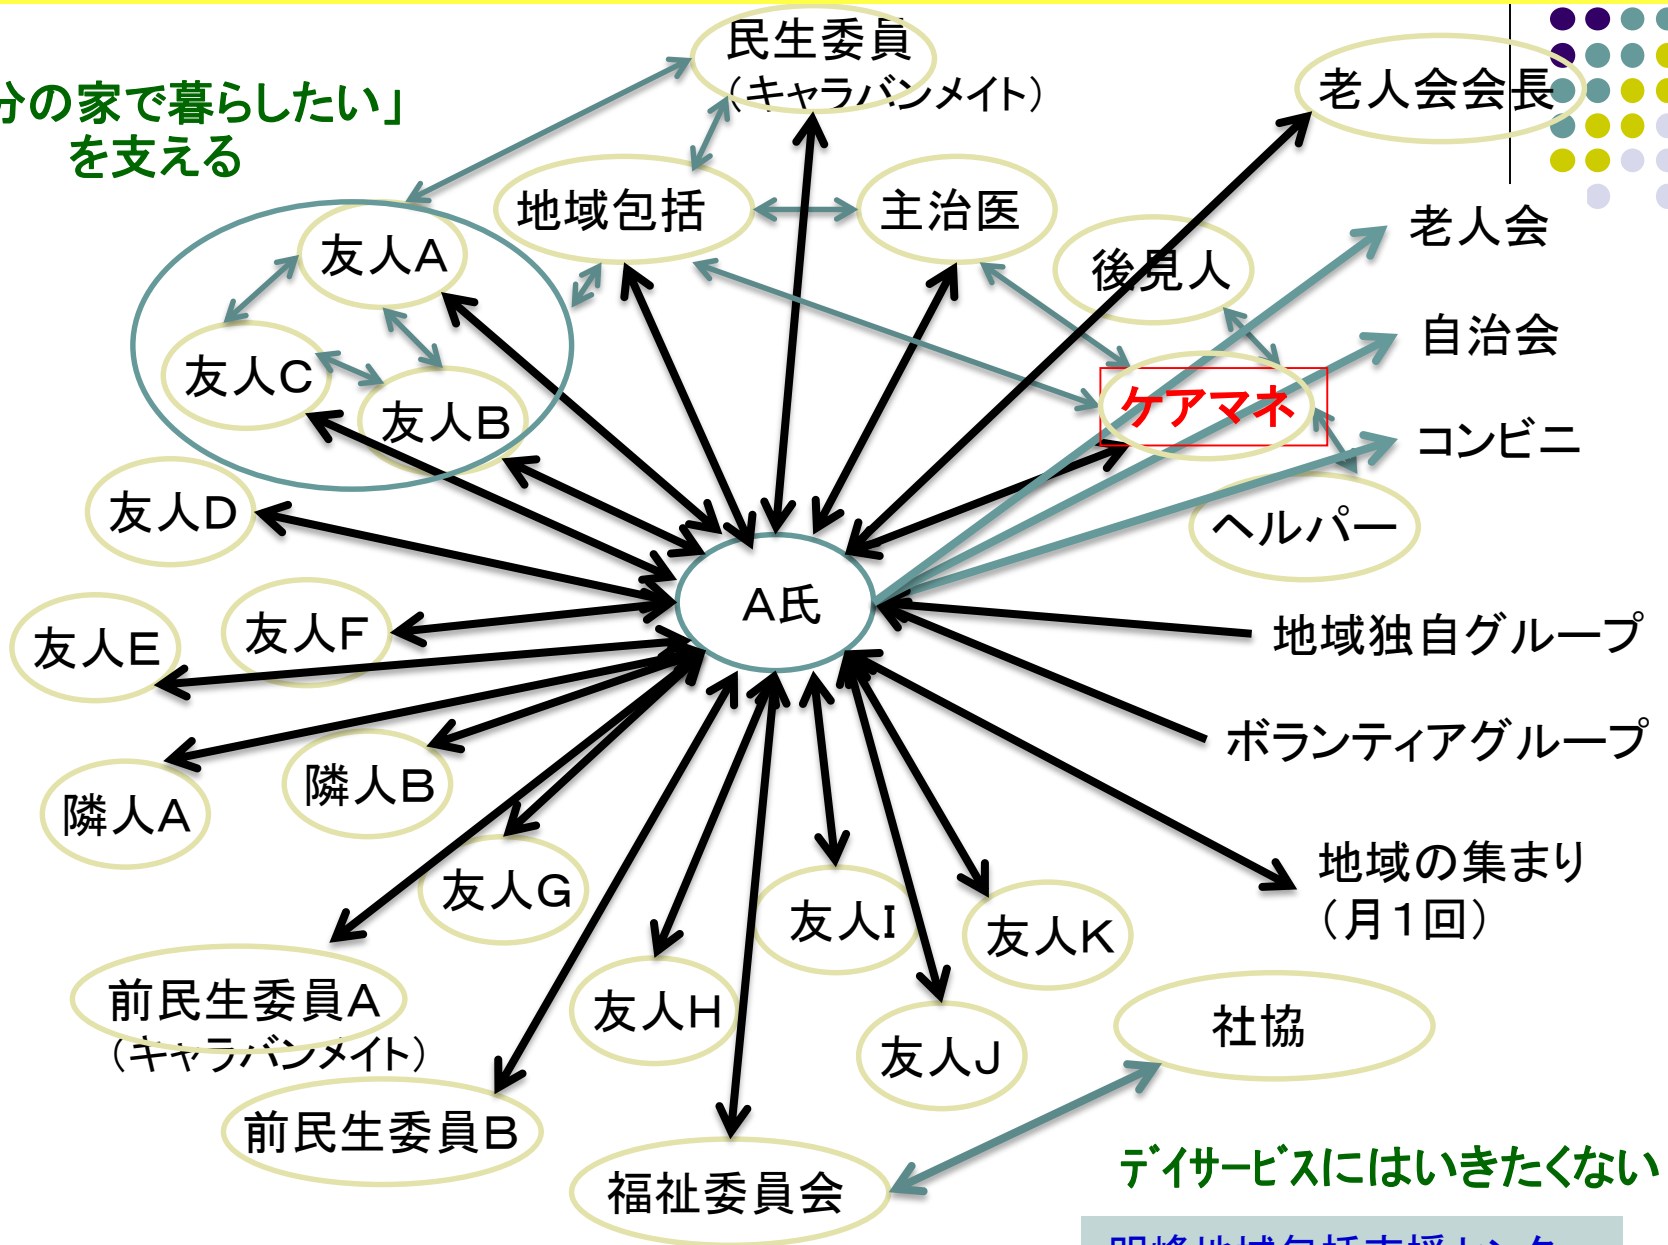 民生委員
（キャラバンメイト）
老人会会長
分の家で暮らしたい」
を支える
地域包括
主治医
老人会
友人A
後見人
自治会
友人C
友人B
ケアマネ
コンビニ
友人D
ヘルパー
A氏
友人E
友人F
地域独自グループ
ボランティアグループ
隣人A
隣人B
友人G
地域の集まり
（月１回）
友人I
友人K
前民生委員A
（キャラバンメイト）
友人H
社協
友人J
前民生委員B
福祉委員会
ﾃﾞｲｻｰﾋﾞｽにはいきたくない